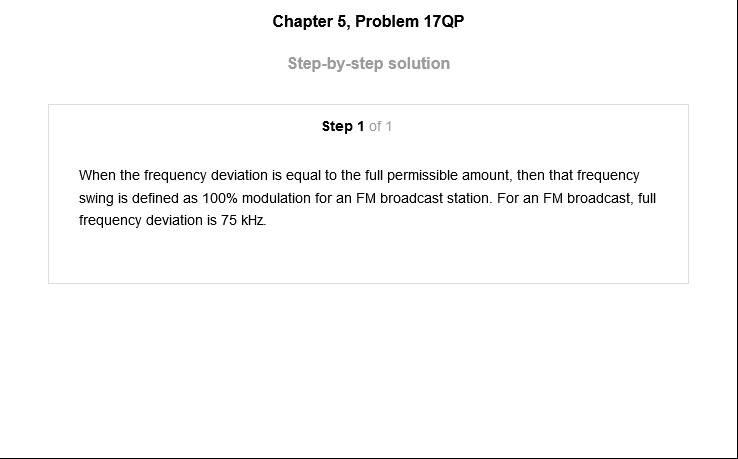 Chapter 5, Problem 17QP
Step-by-step solution
Step 1 of 1
When the frequency deviation is equal to the full permissible amount, then that frequency
swing is defined as 100% modulation for an FM broadcast station. For an FM broadcast, full
frequency deviation is 75 kHz.